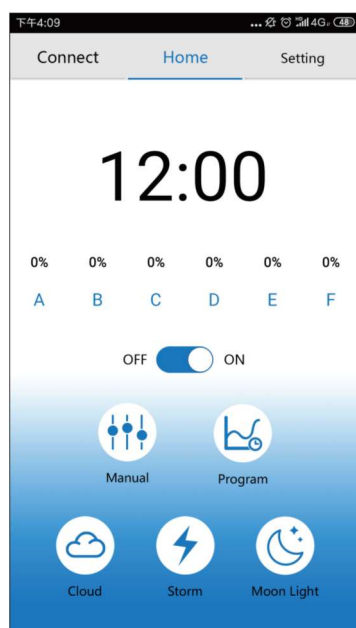 下午4:09 ... 4G 48
Connect Home Setting
12:00
0% 0% 0% 0% 0% 0%
A B C D E F
OFF ON
Manual Program
Cloud Storm Moon Light